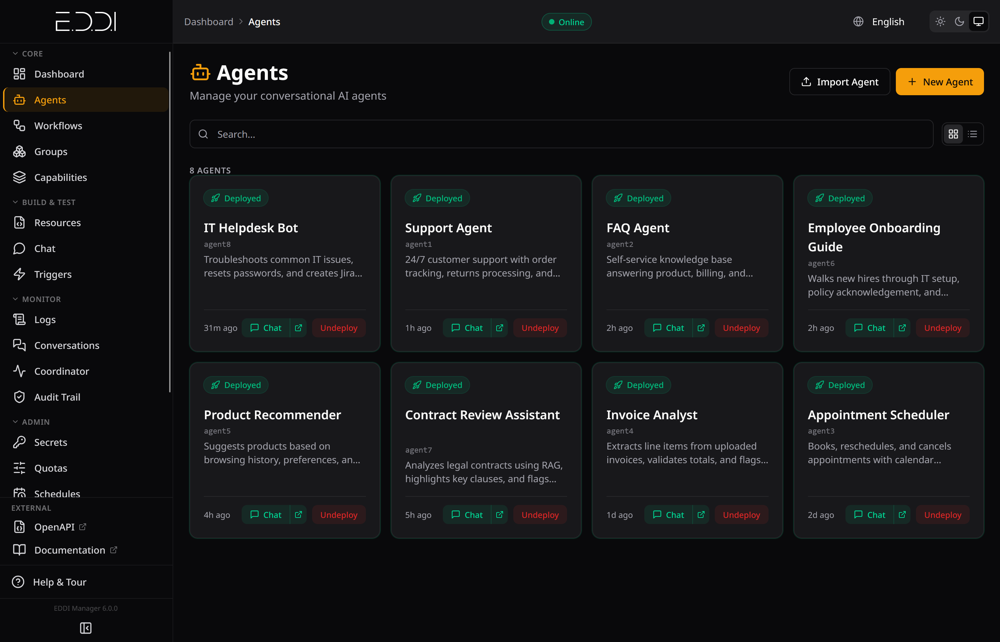 E.D.D.I
CORE
Dashboard
Agents
Workflows
Groups
Capabilities
BUILD & TEST
Resources
Chat
Triggers
MONITOR
Logs
Conversations
Coordinator
Audit Trail
ADMIN
Secrets
Quotas
Schedules
EXTERNAL
OpenAPI
Documentation
Help & Tour
EDDI Manager 6.0.0
Dashboard > Agents
Online
English
Agents
Manage your conversational AI agents
Import Agent
+ New Agent
Search...
8 AGENTS
Deployed
IT Helpdesk Bot
agent8
Troubleshoots common IT issues,
resets passwords, and creates Jira...
31m ago Chat Undeploy
Deployed
Support Agent
agent1
24/7 customer support with order
tracking, returns processing, and...
1h ago Chat Undeploy
Deployed
FAQ Agent
agent2
Self-service knowledge base
answering product, billing, and...
2h ago Chat Undeploy
Deployed
Employee Onboarding
Guide
agent6
Walks new hires through IT setup,
policy acknowledgement, and...
2h ago Chat Undeploy
Deployed
Product Recommender
agent5
Suggests products based on
browsing history, preferences, an...
4h ago Chat Undeploy
Deployed
Contract Review Assistant
agent7
Analyzes legal contracts using RAG,
highlights key clauses, and flags...
5h ago Chat Undeploy
Deployed
Invoice Analyst
agent4
Extracts line items from uploaded
invoices, validates totals, and flags...
1d ago Chat Undeploy
Deployed
Appointment Scheduler
agent3
Books, reschedules, and cancels
appointments with calendar...
2d ago Chat Undeploy